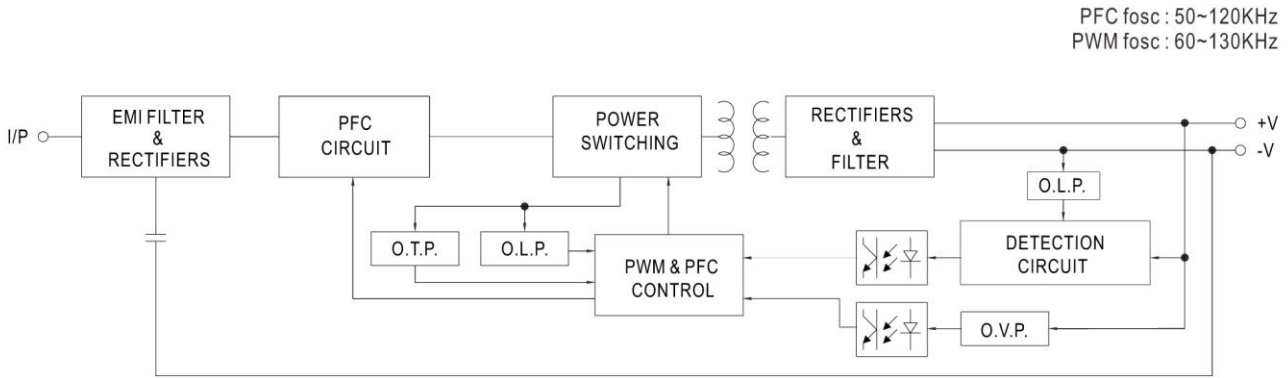 PFC fosc : 50~120KHz
PWM fosc : 60~130KHz
I/P
EMI FILTER
&
RECTIFIERS
PFC
CIRCUIT
POWER
SWITCHING
RECTIFIERS
&
FILTER
+V
-V
O.L.P.
O.T.P.
O.L.P.
PWM & PFC
CONTROL
DETECTION
CIRCUIT
O.V.P.